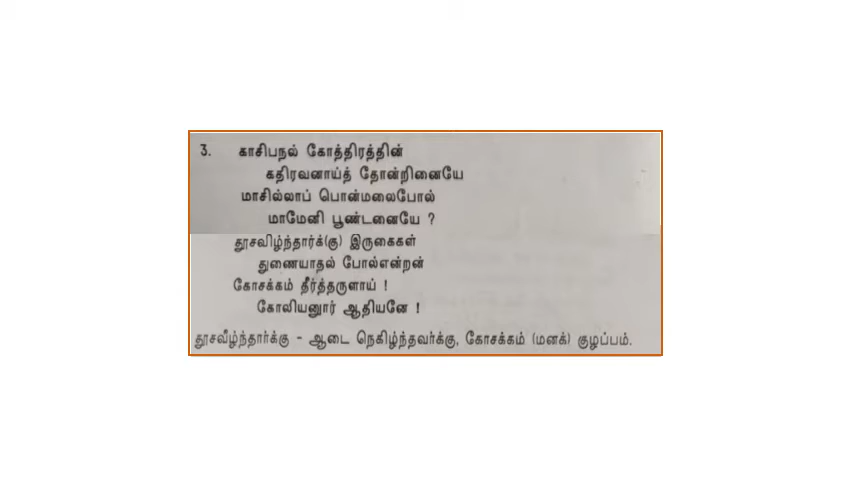 3. காசிபநல் கோத்திரத்தின்
கதிரவனாய்த் தோன்றினையே
மாசில்லாப் பொன்மலைபோல்
மாமேனி பூண்டனையே ?
தூசவிழ்ந்தார்க்(கு) இருகைகள்
துணையாதல் போல்என்றன்
கோசக்கம் தீர்த்தருளாய் !
கோலியனூர் ஆதியனே !
தூசவீழ்ந்தார்க்கு - ஆடை நெகிழ்ந்தவர்க்கு, கோசக்கம் (மனக்) குழப்பம்.